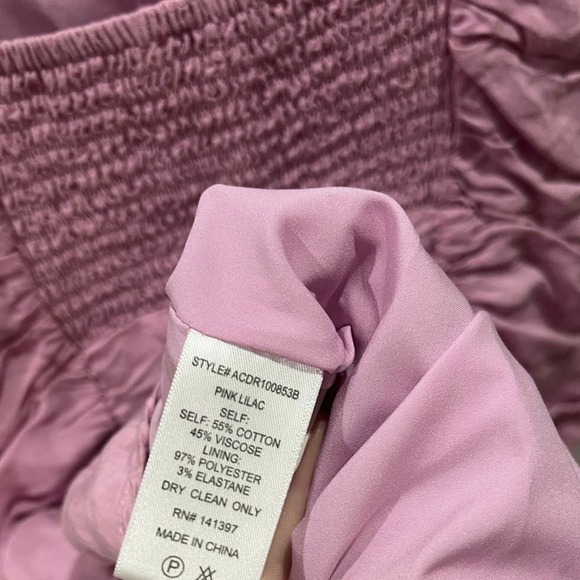 STYLE# ACDR100853B
PINK LILAC
SELF:
SELF: 55% COTTON
45% VISCOSE
LINING:
97% POLYESTER
3% ELASTANE
DRY CLEAN ONLY
RN# 141397
MADE IN CHINA
P